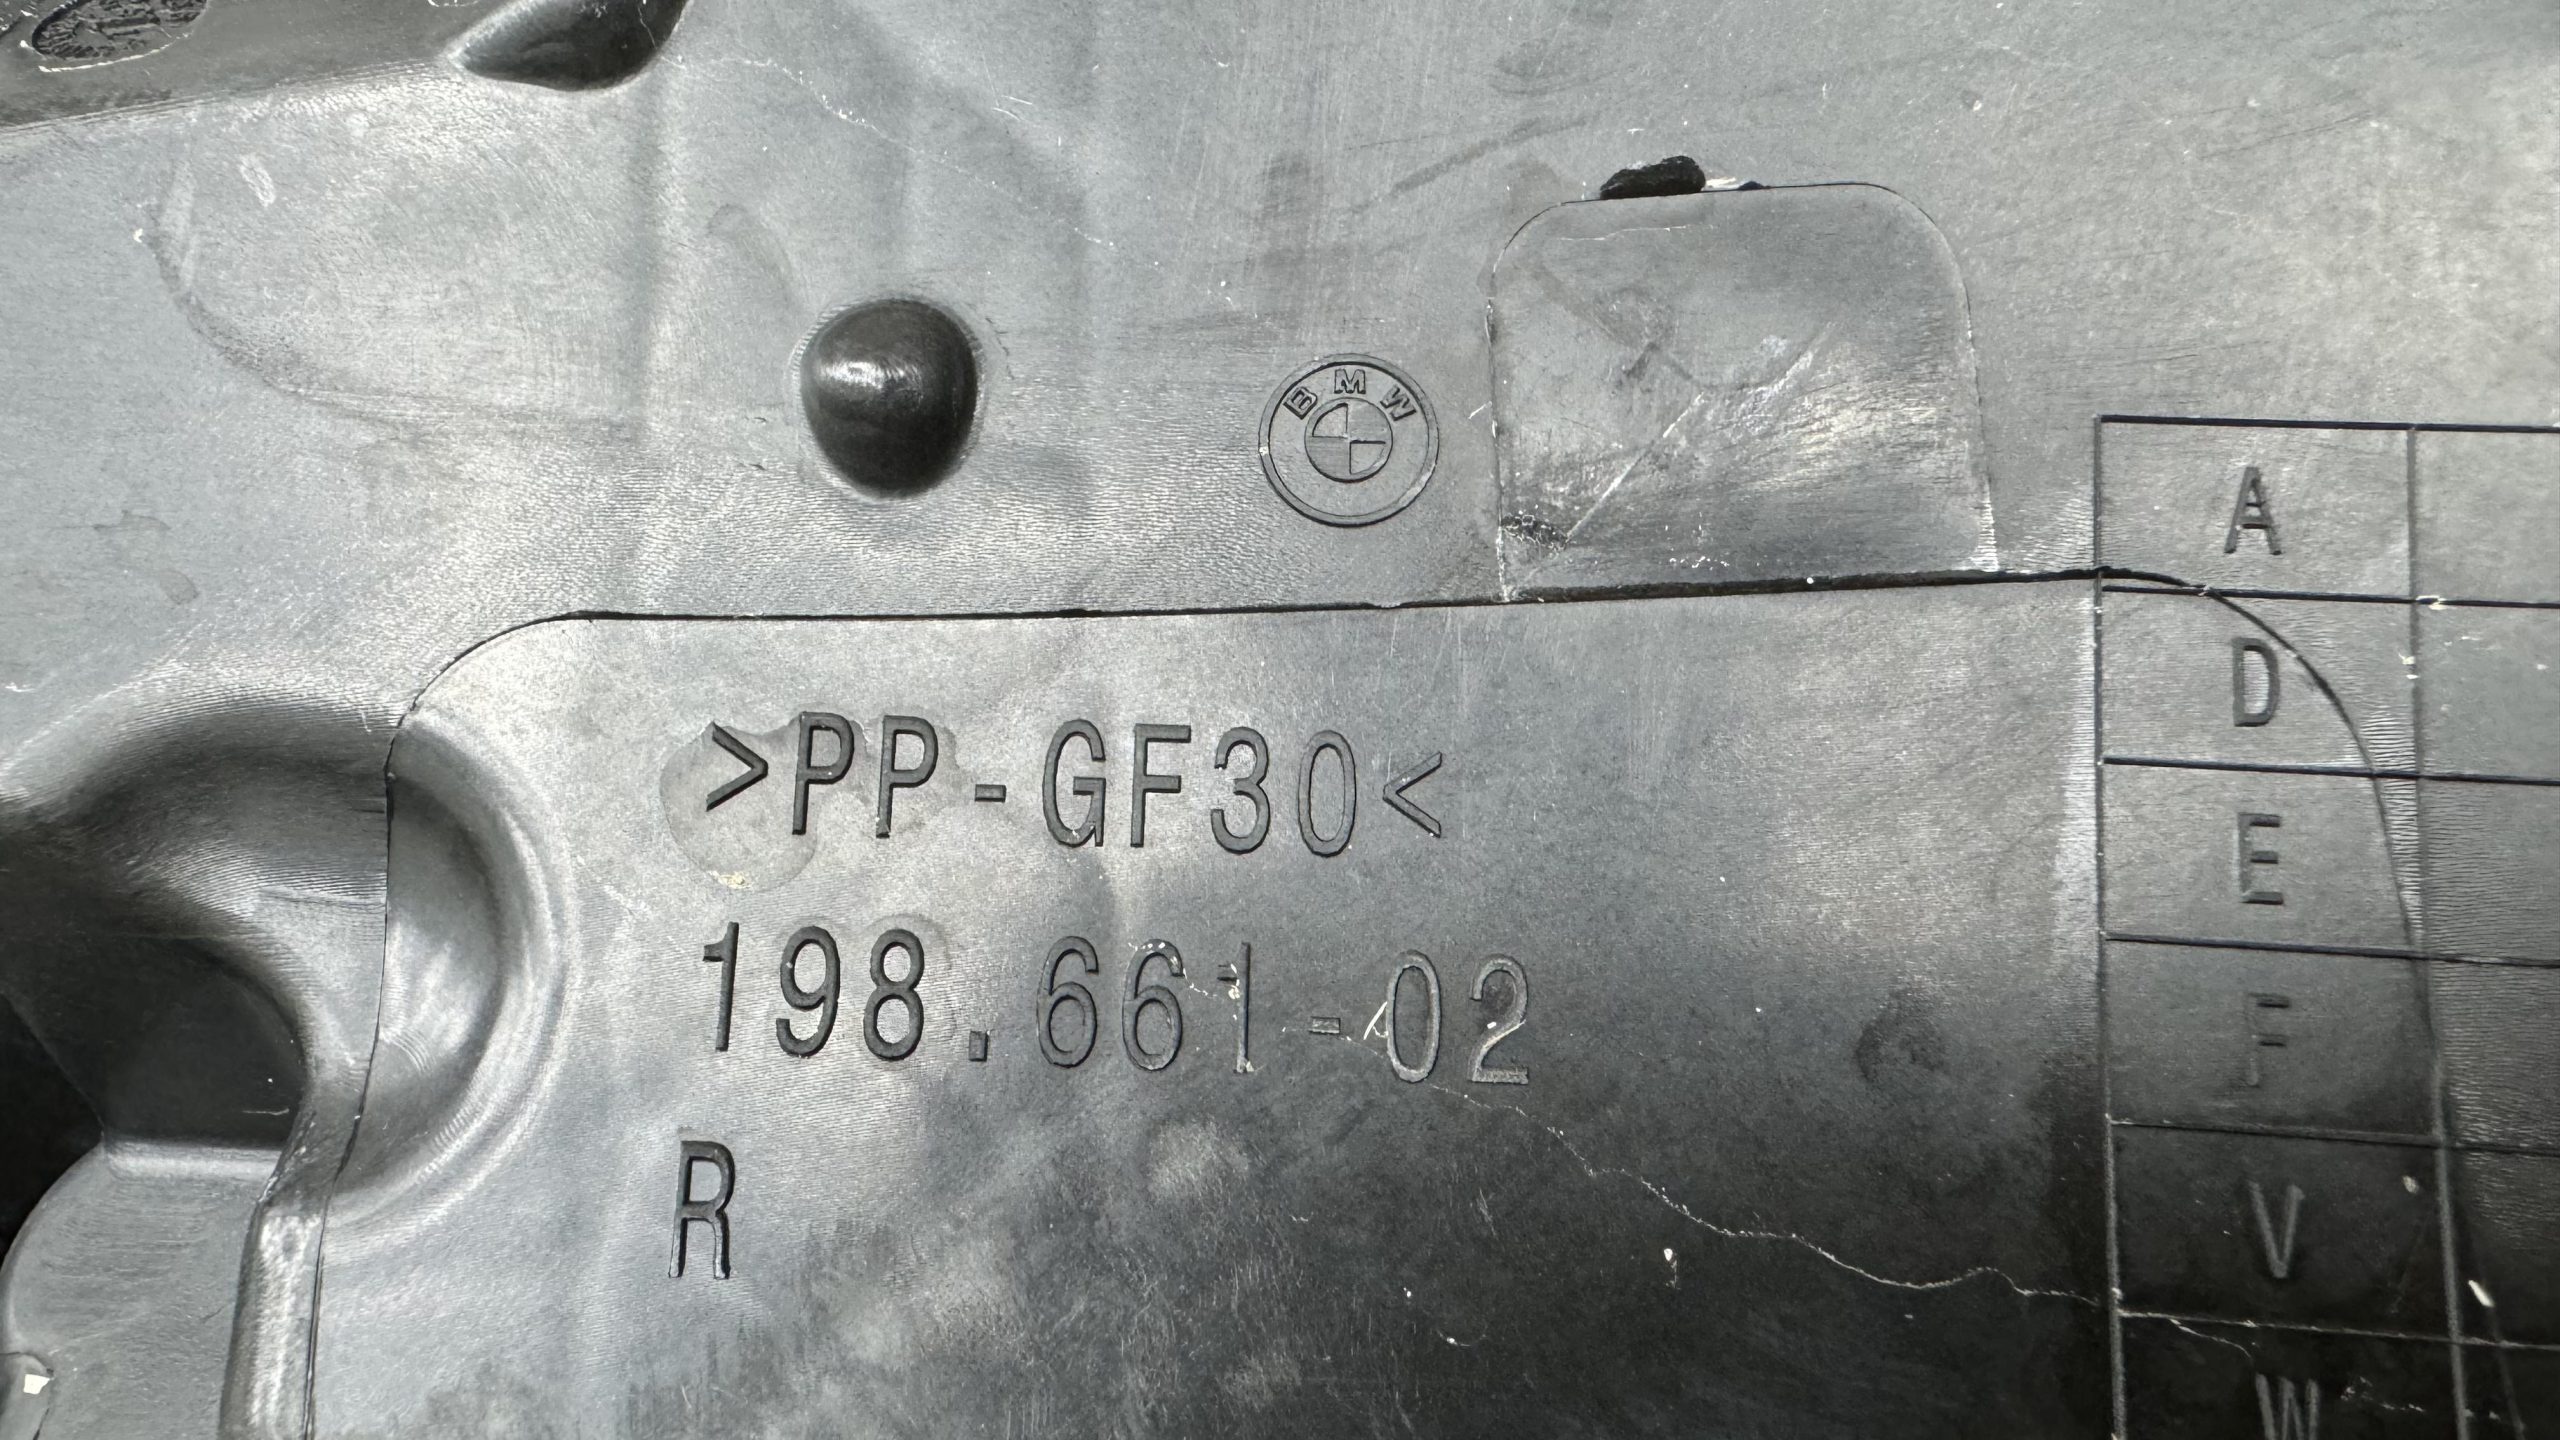 BMW
>PP-GF30<
198.661-02
R
A
D
E
F
V
W